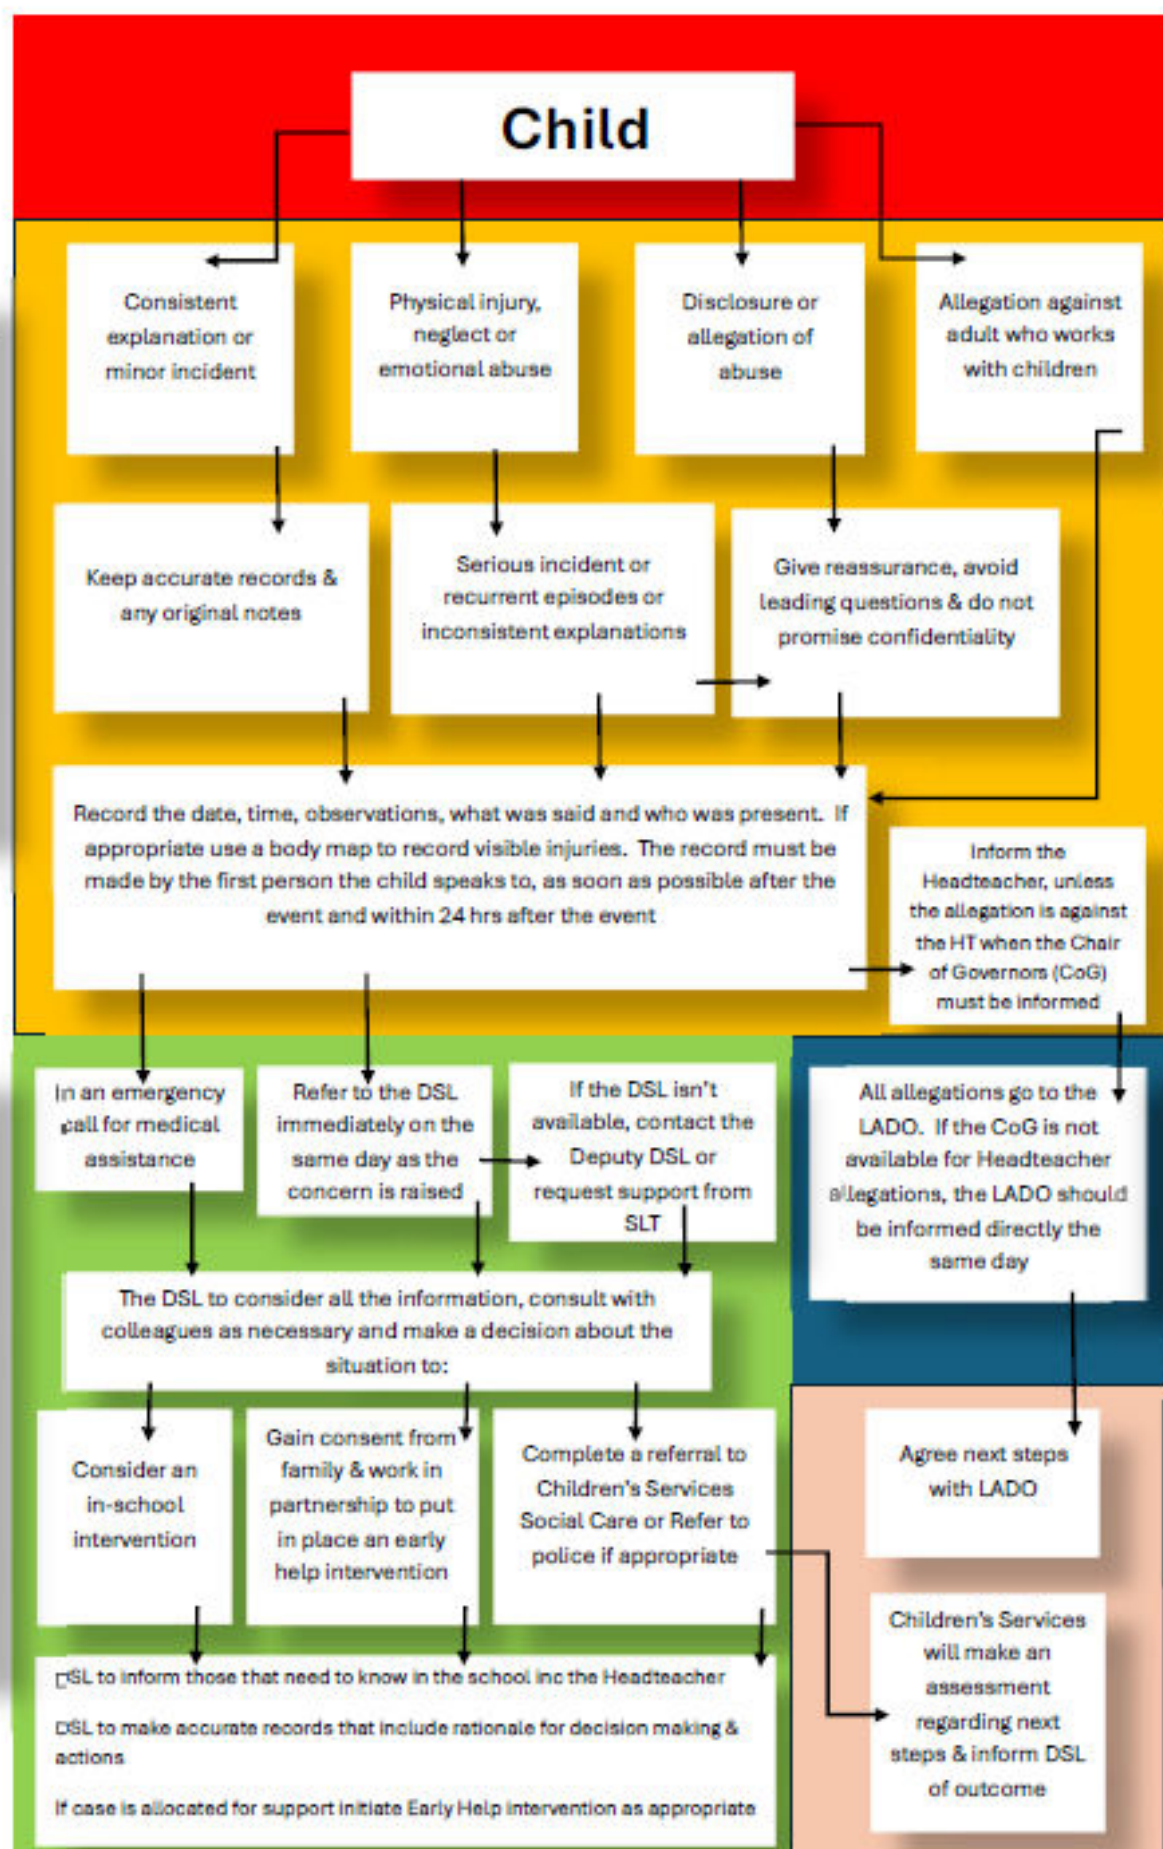 Child
Consistent
explanation or
minor incident
Physical injury,
neglect or
emotional abuse
Disclosure or
allegation of
abuse
Allegation against
adult who works
with children
Keep accurate records &
any original notes
Serious incident or
recurrent episodes or
inconsistent explanations
Give reassurance, avoid
leading questions & do not
promise confidentiality
Record the date, time, observations, what was said and who was present. If
appropriate use a body map to record visible injuries. The record must be
made by the first person the child speaks to, as soon as possible after the
event and within 24 hrs after the event
Inform the
Headteacher, unless
the allegation is against
the HT when the Chair
of Governors (CoG)
must be informed
In an emergency
call for medical
assistance
Refer to the DSL
immediately on the
same day as the
concern is raised
If the DSL isn't
available, contact the
Deputy DSL or
request support from
SLT
All allegations go to the
LADO. If the CoG is not
available for Headteacher
allegations, the LADO should
be informed directly the
same day
The DSL to consider all the information, consult with
colleagues as necessary and make a decision about the
situation to:
Consider an
in-school
intervention
Gain consent from
family & work in
partnership to put
in place an early
help intervention
Complete a referral to
Children's Services
Social Care or Refer to
police if appropriate
Agree next steps
with LADO
Children's Services
will make an
assessment
regarding next
steps & inform DSL
of outcome
DSL to inform those that need to know in the school inc the Headteacher
DSL to make accurate records that include rationale for decision making &
actions
If case is allocated for support initiate Early Help intervention as appropriate